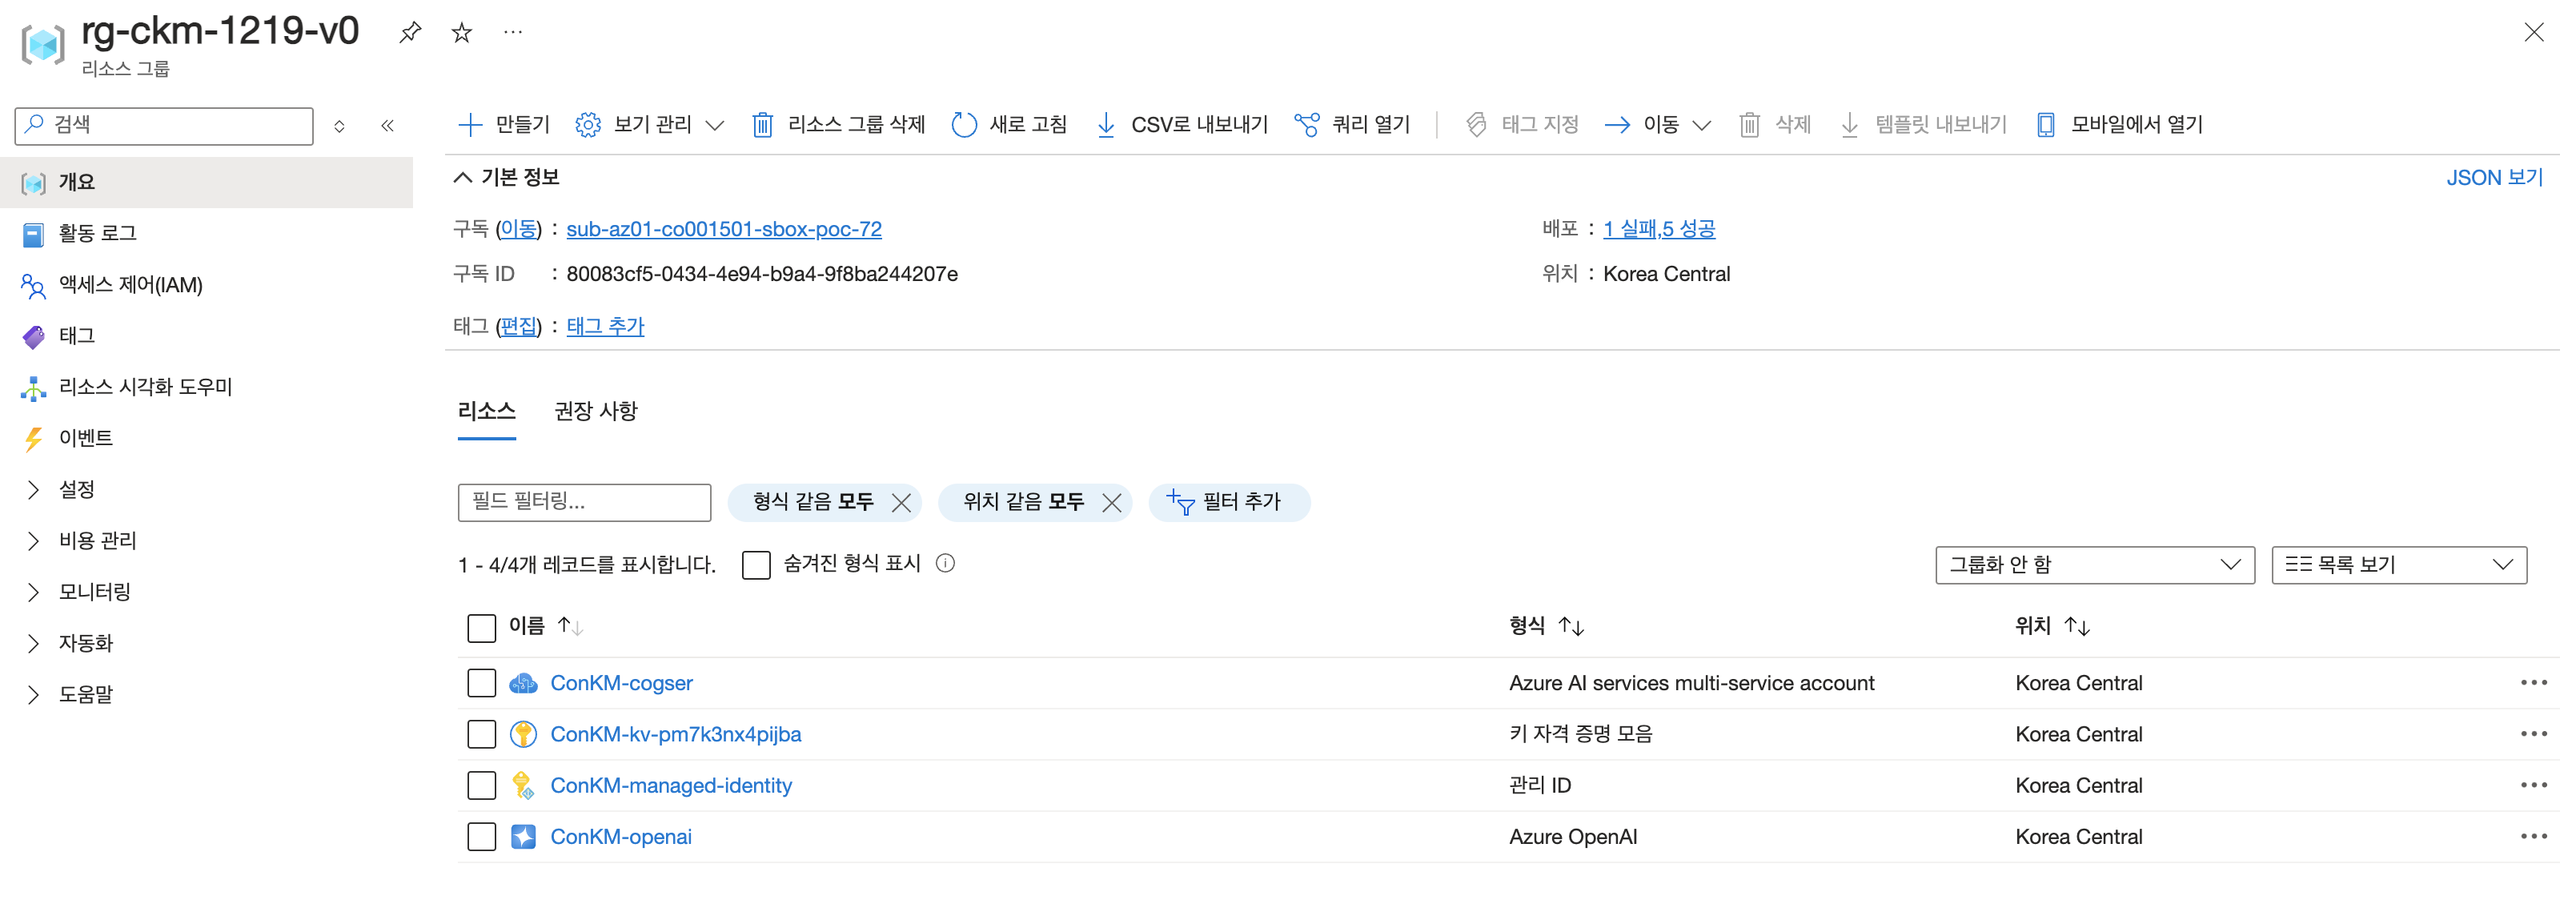 rg-ckm-1219-v0
리소스 그룹
검색
만들기 보기 관리 리소스 그룹 삭제 새로 고침 CSV로 내보내기 쿼리 열기 태그 지정 이동 삭제 템플릿 내보내기 모바일에서 열기
개요
활동 로그
액세스 제어(IAM)
태그
리소스 시각화 도우미
이벤트
설정
비용 관리
모니터링
자동화
도움말
기본 정보 JSON 보기
구독 (이동) : sub-az01-co001501-sbox-poc-72 배포 : 1 실패,5 성공
구독 ID : 80083cf5-0434-4e94-b9a4-9f8ba244207e 위치 : Korea Central
태그 (편집) : 태그 추가
리소스 권장 사항
필드 필터링... 형식 같음 모두 위치 같음 모두 필터 추가
1 - 4/4개 레코드를 표시합니다. 숨겨진 형식 표시 그룹화 안 함 목록 보기
이름 형식 위치
ConKM-cogser Azure AI services multi-service account Korea Central
ConKM-kv-pm7k3nx4pijba 키 자격 증명 모음 Korea Central
ConKM-managed-identity 관리 ID Korea Central
ConKM-openai Azure OpenAI Korea Central